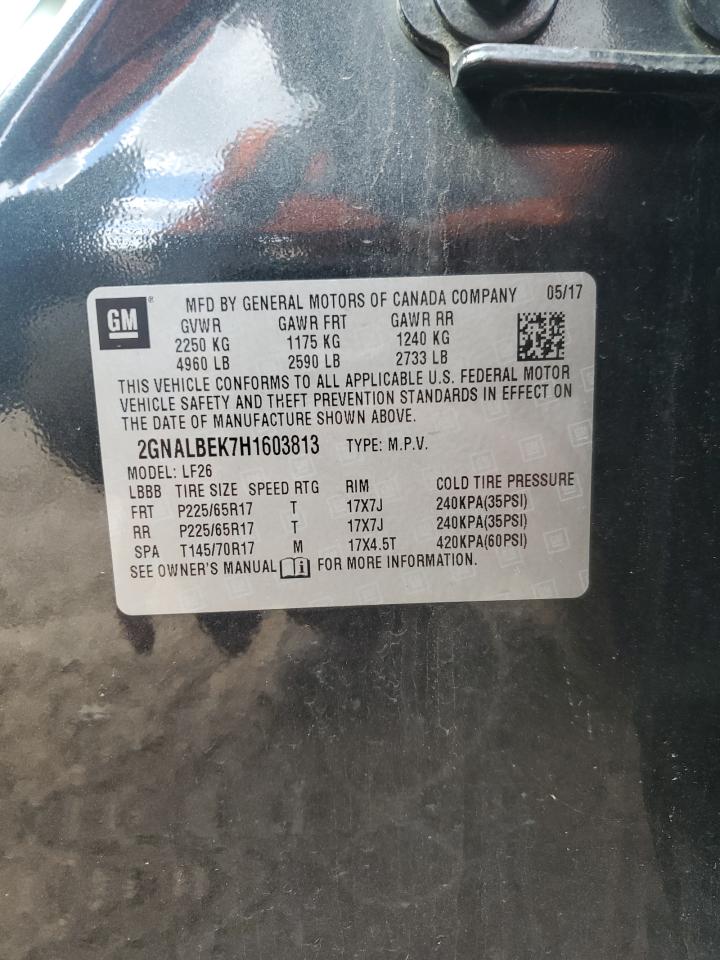 GM ® MFD BY GENERAL MOTORS OF CANADA COMPANY 05/17
GVWR GAWR FRT GAWR RR
2250 KG 1175 KG 1240 KG
4960 LB 2590 LB 2733 LB
THIS VEHICLE CONFORMS TO ALL APPLICABLE U.S. FEDERAL MOTOR
VEHICLE SAFETY AND THEFT PREVENTION STANDARDS IN EFFECT ON
THE DATE OF MANUFACTURE SHOWN ABOVE.
2GNALBEK7H1603813 TYPE: M.P.V.
MODEL: LF26
LBBB TIRE SIZE SPEED RTG RIM COLD TIRE PRESSURE
FRT P225/65R17 T 17X7J 240KPA(35PSI)
RR P225/65R17 T 17X7J 240KPA(35PSI)
SPA T145/70R17 M 17X4.5T 420KPA(60PSI)
SEE OWNER'S MANUAL i FOR MORE INFORMATION.